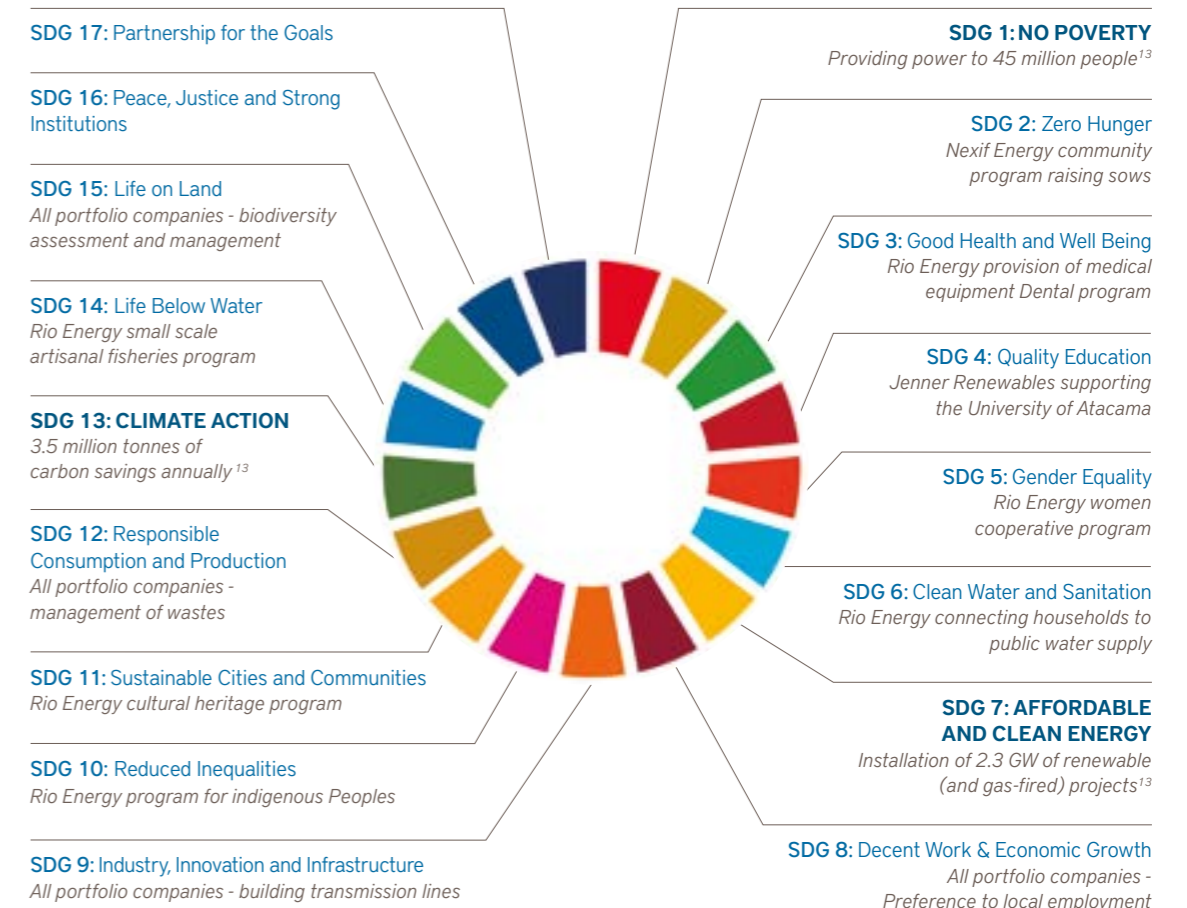 SDG 17: Partnership for the Goals
SDG 16: Peace, Justice and Strong
Institutions
SDG 15: Life on Land
All portfolio companies - biodiversity
assessment and management
SDG 14: Life Below Water
Rio Energy small scale
artisanal fisheries program
SDG 13: CLIMATE ACTION
3.5 million tonnes of
carbon savings annually 13
SDG 12: Responsible
Consumption and Production
All portfolio companies -
management of wastes
SDG 11: Sustainable Cities and Communities
Rio Energy cultural heritage program
SDG 10: Reduced Inequalities
Rio Energy program for indigenous Peoples
SDG 9: Industry, Innovation and Infrastructure
All portfolio companies - building transmission lines
SDG 1: NO POVERTY
Providing power to 45 million people13
SDG 2: Zero Hunger
Nexif Energy community
program raising sows
SDG 3: Good Health and Well Being
Rio Energy provision of medical
equipment Dental program
SDG 4: Quality Education
Jenner Renewables supporting
the University of Atacama
SDG 5: Gender Equality
Rio Energy women
cooperative program
SDG 6: Clean Water and Sanitation
Rio Energy connecting households to
public water supply
SDG 7: AFFORDABLE
AND CLEAN ENERGY
Installation of 2.3 GW of renewable
(and gas-fired) projects13
SDG 8: Decent Work & Economic Growth
All portfolio companies -
Preference to local employment